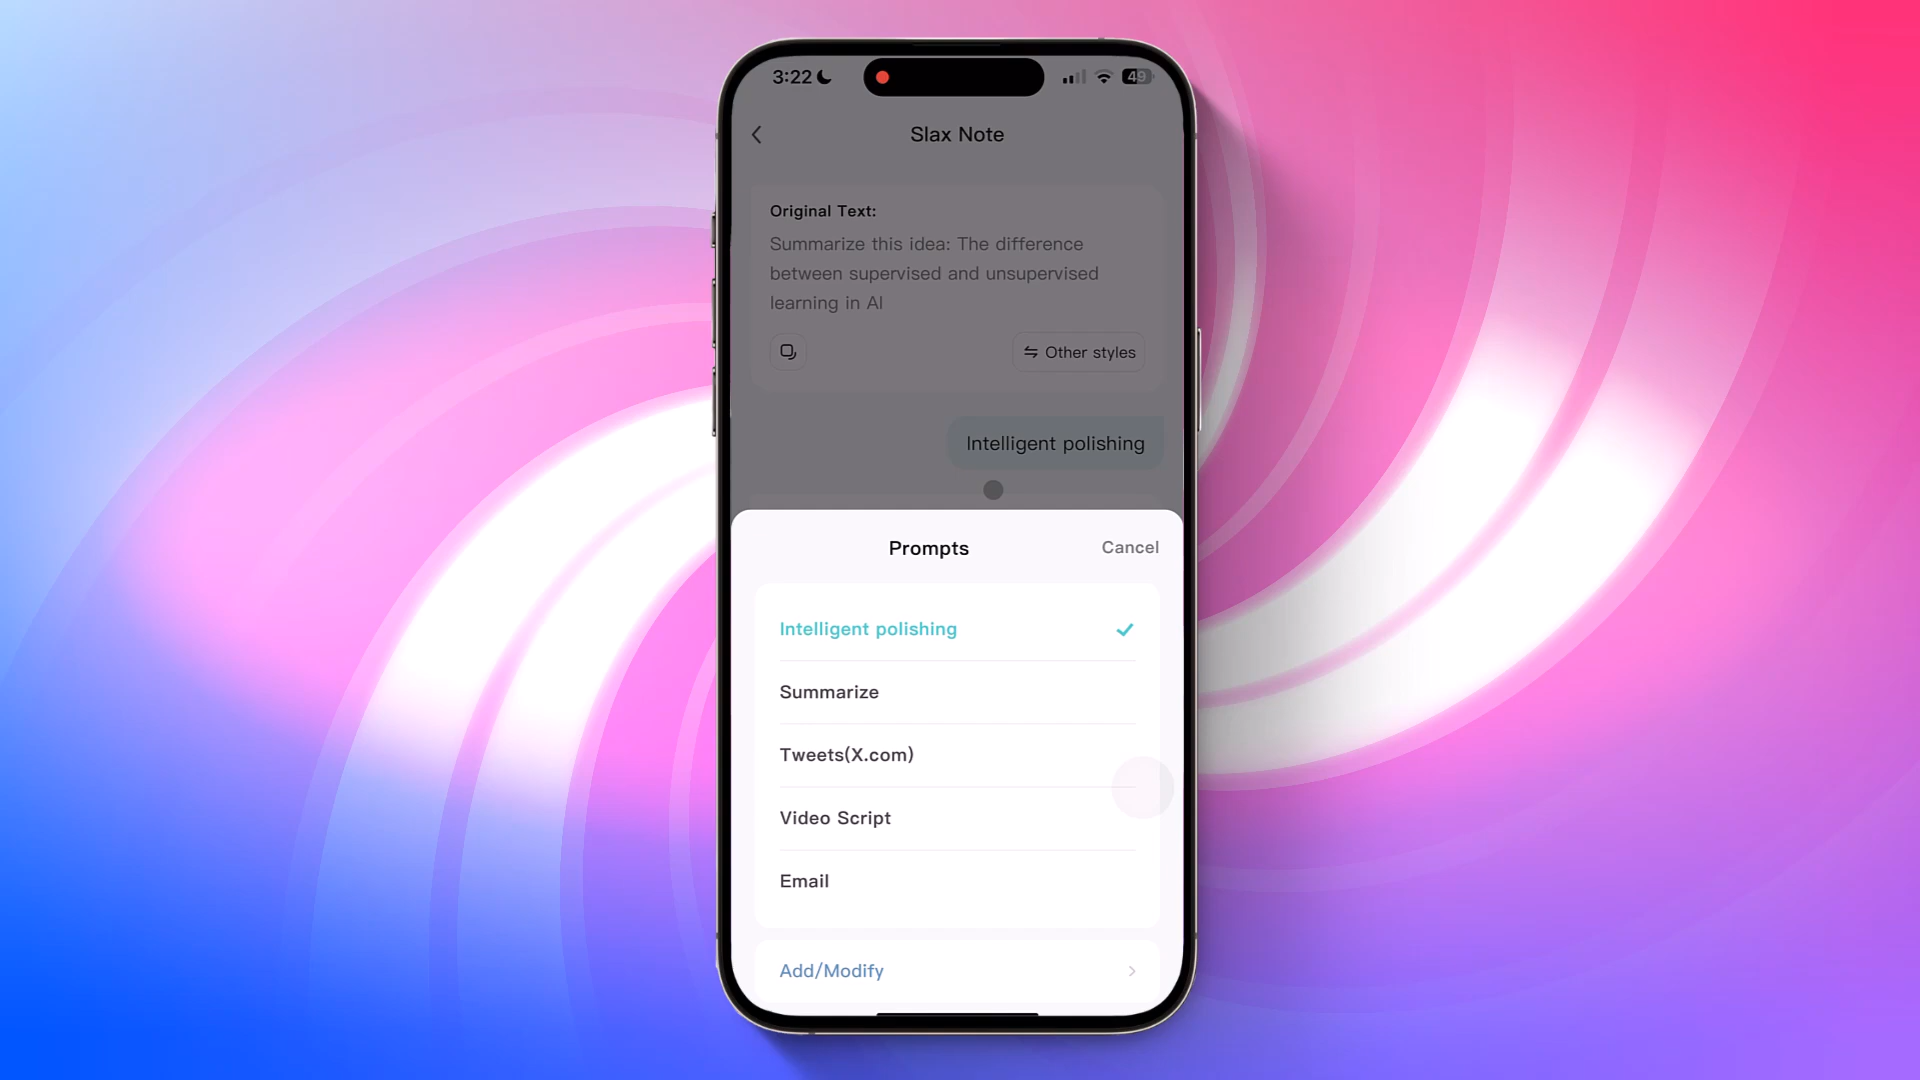 3:22
49
Slax Note
Original Text:
Summarize this idea: The difference
between supervised and unsupervised
learning in AI
Other styles
Intelligent polishing
Prompts
Cancel
Intelligent polishing
Summarize
Tweets(X.com)
Video Script
Email
Add/Modify